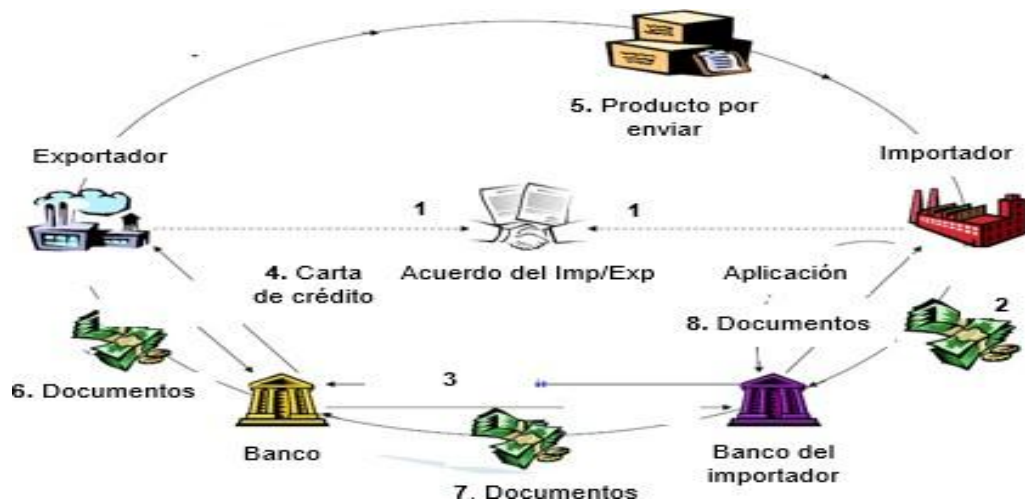 5. Producto por
enviar
Exportador
Importador
1
1
4. Carta
de crédito
Acuerdo del Imp/Exp
Aplicación
2
8. Documentos
3
6. Documentos
Banco
Banco del
importador
7. Documentos